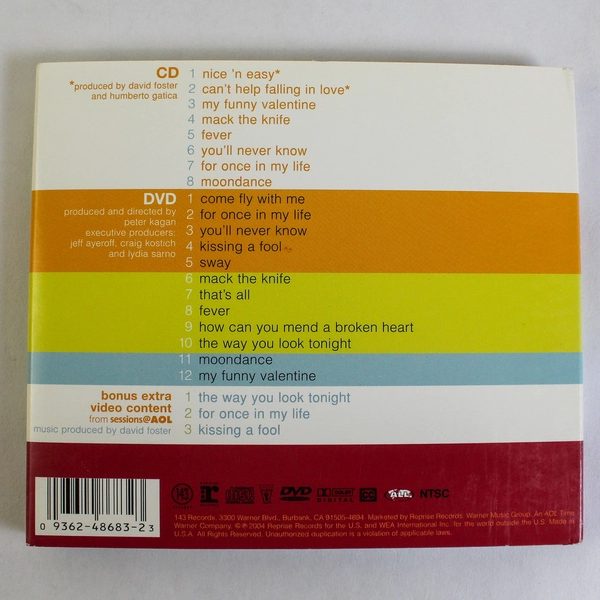 CD
*produced by david foster
and humberto gatica
1 nice 'n easy*
2 can't help falling in love*
3 my funny valentine
4 mack the knife
5 fever
6 you'll never know
7 for once in my life
8 moondance
DVD
produced and directed by
peter kagan
executive producers:
jeff ayeroff, craig kostich
and lydia sarno
1 come fly with me
2 for once in my life
3 you'll never know
4 kissing a fool
5 sway
6 mack the knife
7 that's all
8 fever
9 how can you mend a broken heart
10 the way you look tonight
11 moondance
12 my funny valentine
bonus extra
video content
from sessions@AOL
music produced by david foster
1 the way you look tonight
2 for once in my life
3 kissing a fool
0 9362-48683-2 3
143
DVD
DOLBY
DIGITAL
NTSC
143 Records, 3300 Warner Blvd., Burbank, CA 91505-4694. Marketed by Reprise Records. Warner Music Group. An AOL Time
Warner Company. © ℗ 2004 Reprise Records for the U.S. and WEA International Inc. for the world outside the U.S. Made in
U.S.A. All Rights Reserved. Unauthorized duplication is a violation of applicable laws.